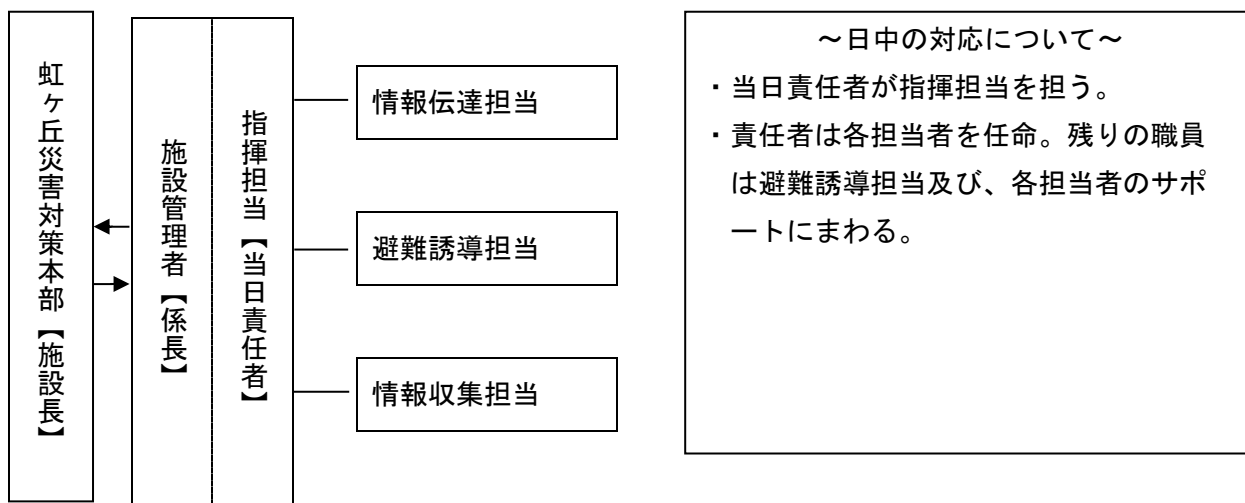 虹ヶ丘災害対策本部【施設長】
施設管理者【係長】
指揮担当【当日責任者】
情報伝達担当
避難誘導担当
情報収集担当
～日中の対応について～
・当日責任者が指揮担当を担う。
・責任者は各担当者を任命。残りの職員
は避難誘導担当及び、各担当者のサポ
ートにまわる。